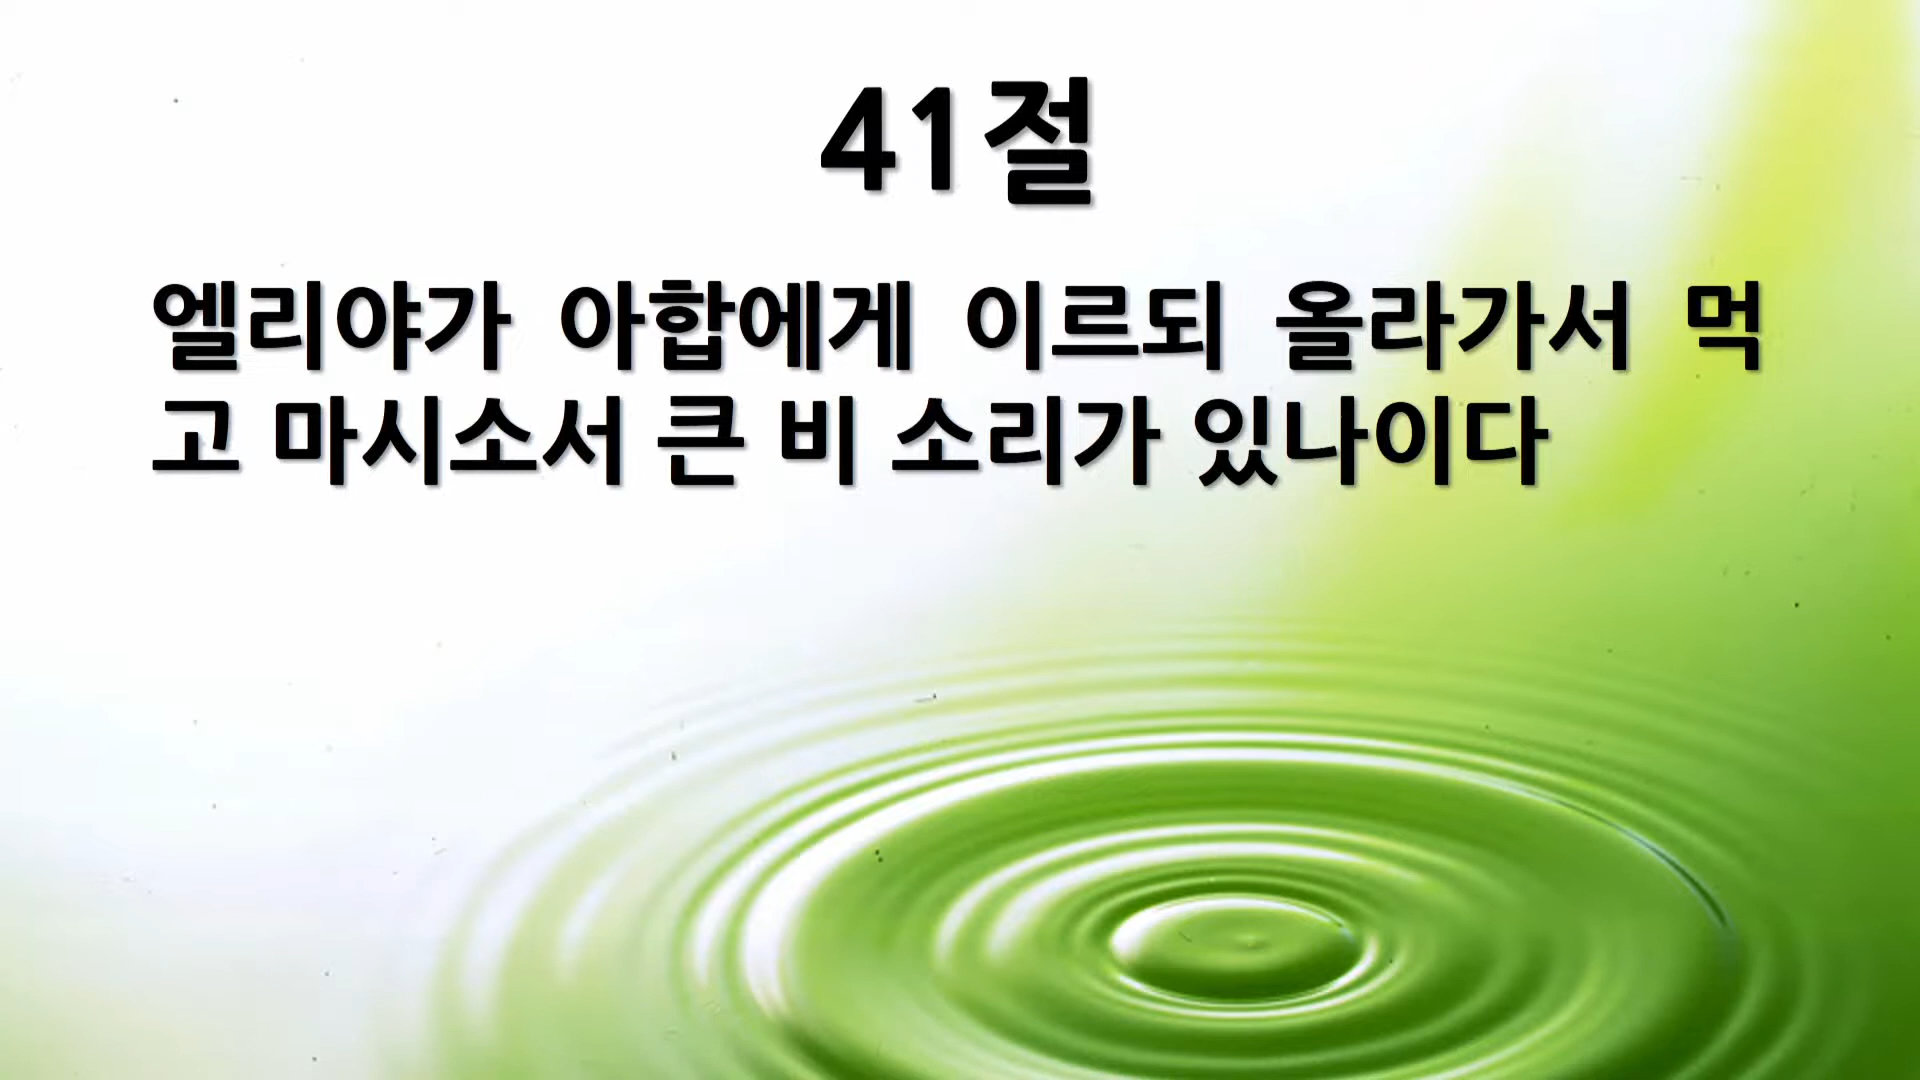 41절
엘리야가 아합에게 이르되 올라가서 먹
고 마시소서 큰 비 소리가 있나이다